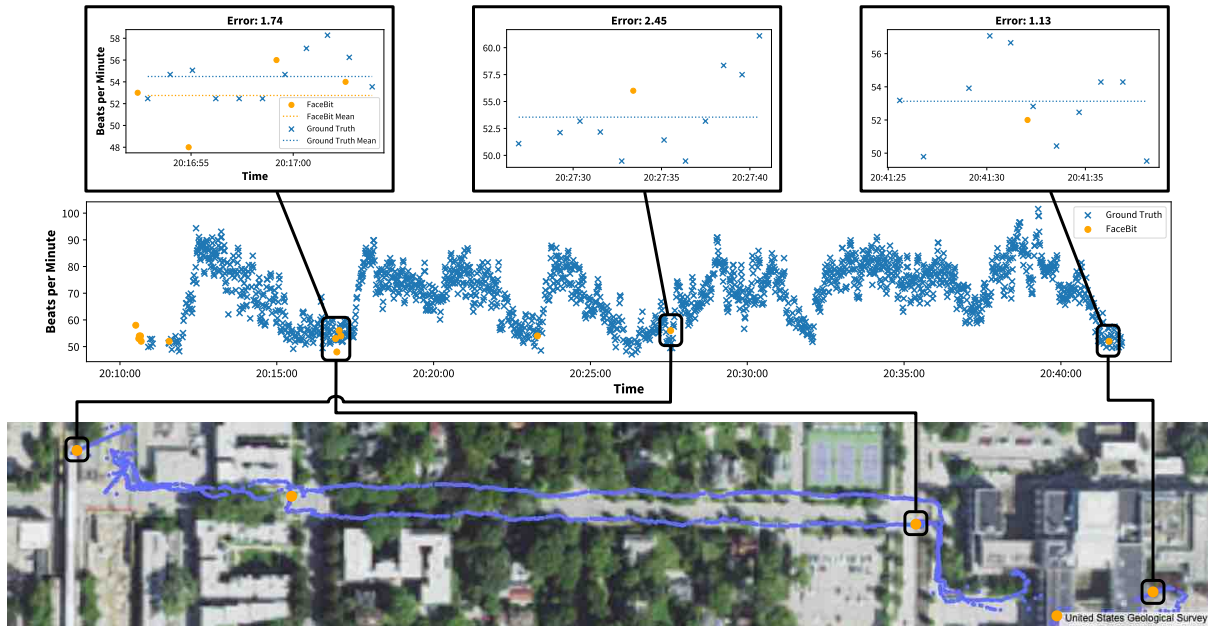 Error: 1.74
Beats per Minute
58
56
54
52
50
48
FaceBit
FaceBit Mean
Ground Truth
Ground Truth Mean
20:16:55
20:17:00
Time
Error: 2.45
60.0
57.5
55.0
52.5
50.0
20:27:30
20:27:35
20:27:40
Error: 1.13
56
54
52
50
20:41:25
20:41:30
20:41:35
Beats per Minute
100
90
80
70
60
50
Ground Truth
FaceBit
20:10:00
20:15:00
20:20:00
20:25:00
20:30:00
20:35:00
20:40:00
Time
United States Geological Survey